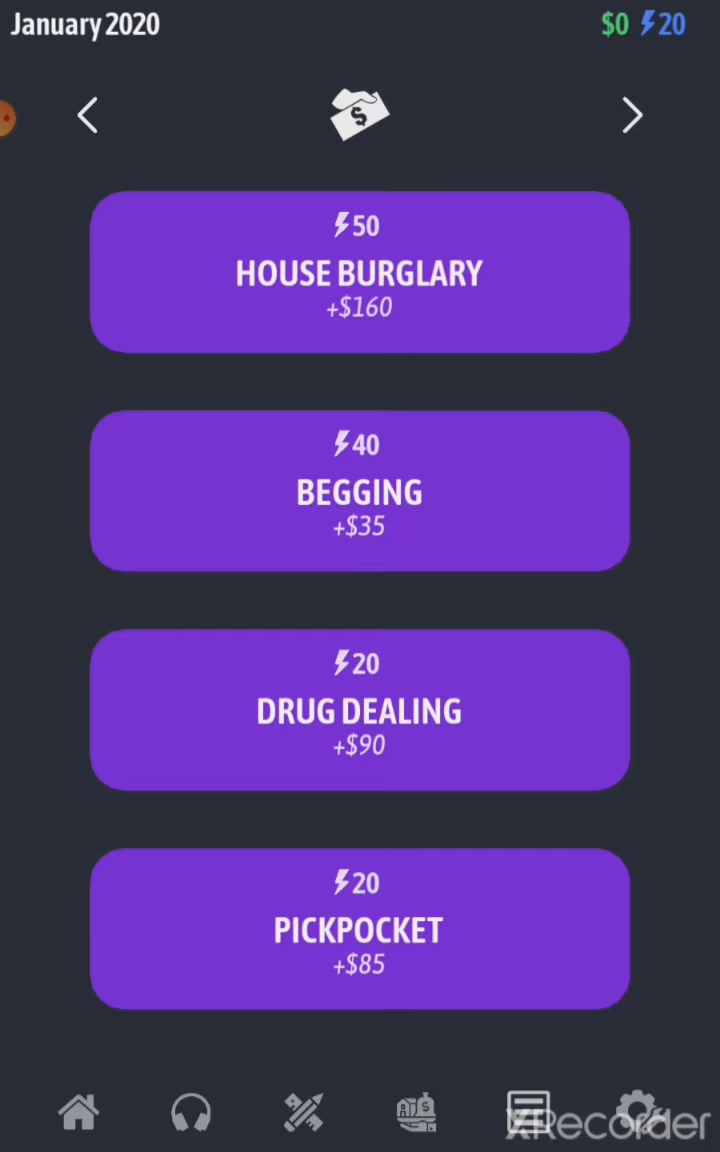 January 2020
$0 20
$
50
HOUSE BURGLARY
+$160
40
BEGGING
+$35
20
DRUG DEALING
+$90
20
PICKPOCKET
+$85
$
XRecorder